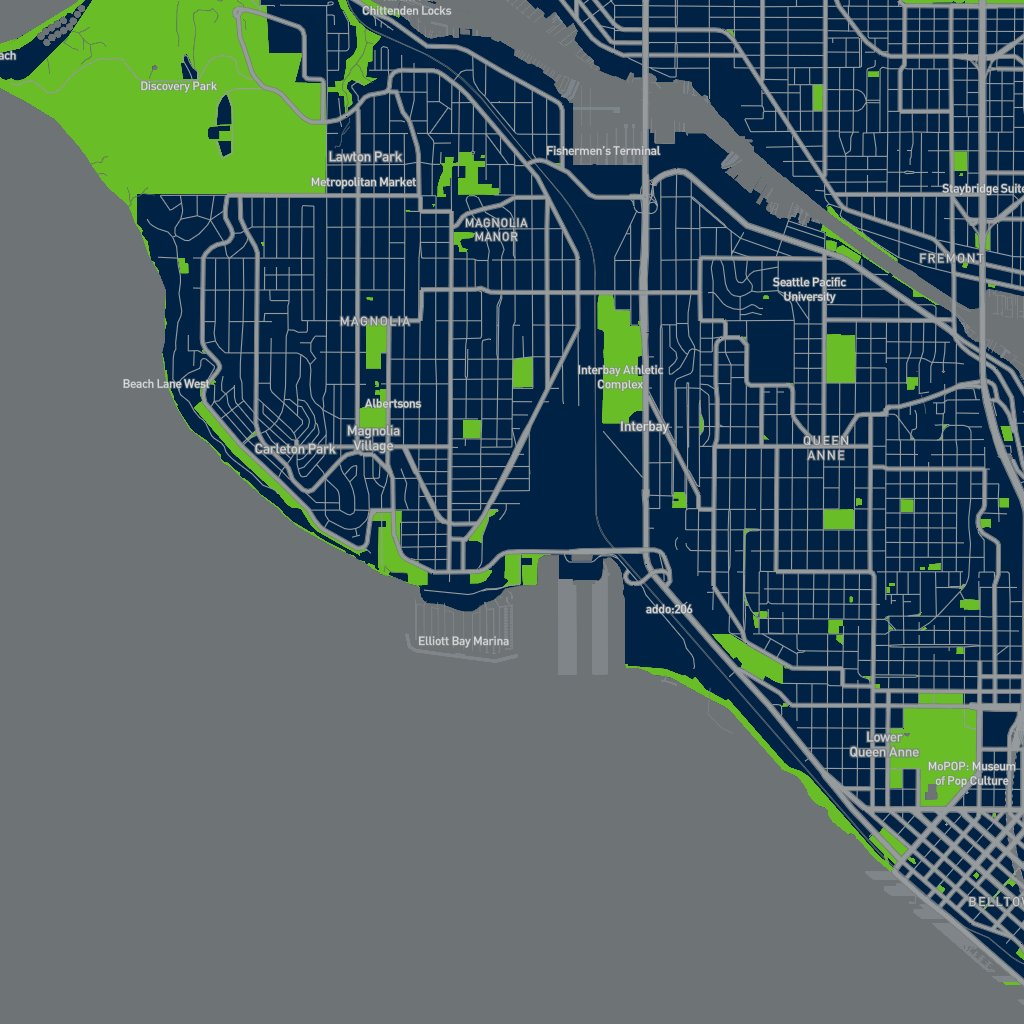 Chittenden Locks
ach
Discovery Park
Fishermen's Terminal
Lawton Park
Metropolitan Market
Staybridge Suite
MAGNOLIA
MANOR
FREMONT
Seattle Pacific
University
MAGNOLIA
Interbay Athletic
Complex
Beach Lane West
Albertsons
Interbay
Magnolia
Village
QUEEN
ANNE
Carleton Park
addo:206
Elliott Bay Marina
Lower
Queen Anne
MoPOP: Museum
of Pop Culture
BELLTO